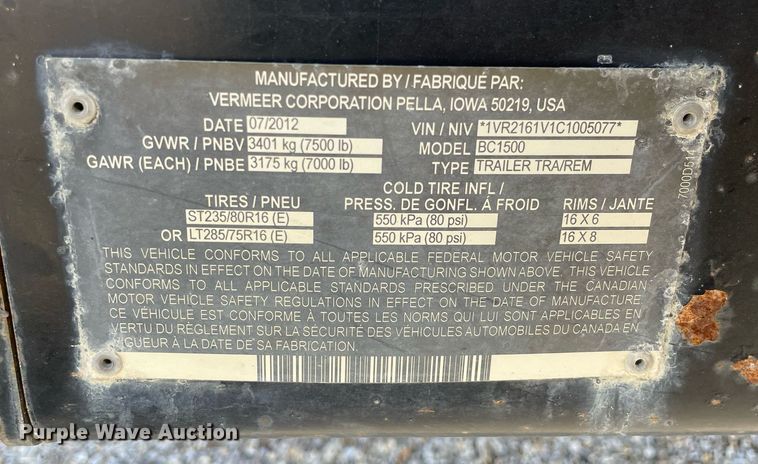 MANUFACTURED BY / FABRIQUÉ PAR:
VERMEER CORPORATION PELLA, IOWA 50219, USA
DATE 07/2012 VIN / NIV *1VR2161V1C1005077*
GVWR / PNBV 3401 kg (7500 lb) MODEL BC1500
GAWR (EACH) / PNBE 3175 kg (7000 lb) TYPE TRAILER TRA/REM
COLD TIRE INFL /
TIRES / PNEU PRESS. DE GONFL. À FROID RIMS / JANTE
ST235/80R16 (E) 550 kPa (80 psi) 16 X 6
OR LT285/75R16 (E) 550 kPa (80 psi) 16 X 8
THIS VEHICLE CONFORMS TO ALL APPLICABLE FEDERAL MOTOR VEHICLE SAFETY
STANDARDS IN EFFECT ON THE DATE OF MANUFACTURING SHOWN ABOVE. THIS VEHICLE
CONFORMS TO ALL APPLICABLE STANDARDS PRESCRIBED UNDER THE CANADIAN
MOTOR VEHICLE SAFETY REGULATIONS IN EFFECT ON THE DATE OF MANUFACTURE.
CE VÉHICULE EST CONFORME À TOUTES LES NORMS QUI LUI SONT APPLICABLES EN
VERTU DU RÈGLEMENT SUR LA SÉCURITÉ DES VÉHICULES AUTOMOBILES DU CANADA EN
VIGUEUR À LA DATE DE SA FABRICATION.
Purple Wave Auction